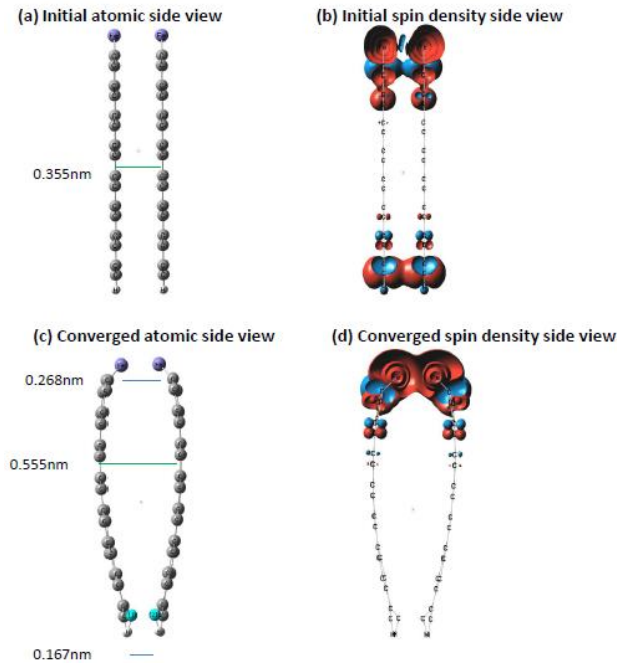 (a) Initial atomic side view
(b) Initial spin density side view
0.355nm
(c) Converged atomic side view
(d) Converged spin density side view
0.268nm
0.555nm
0.167nm